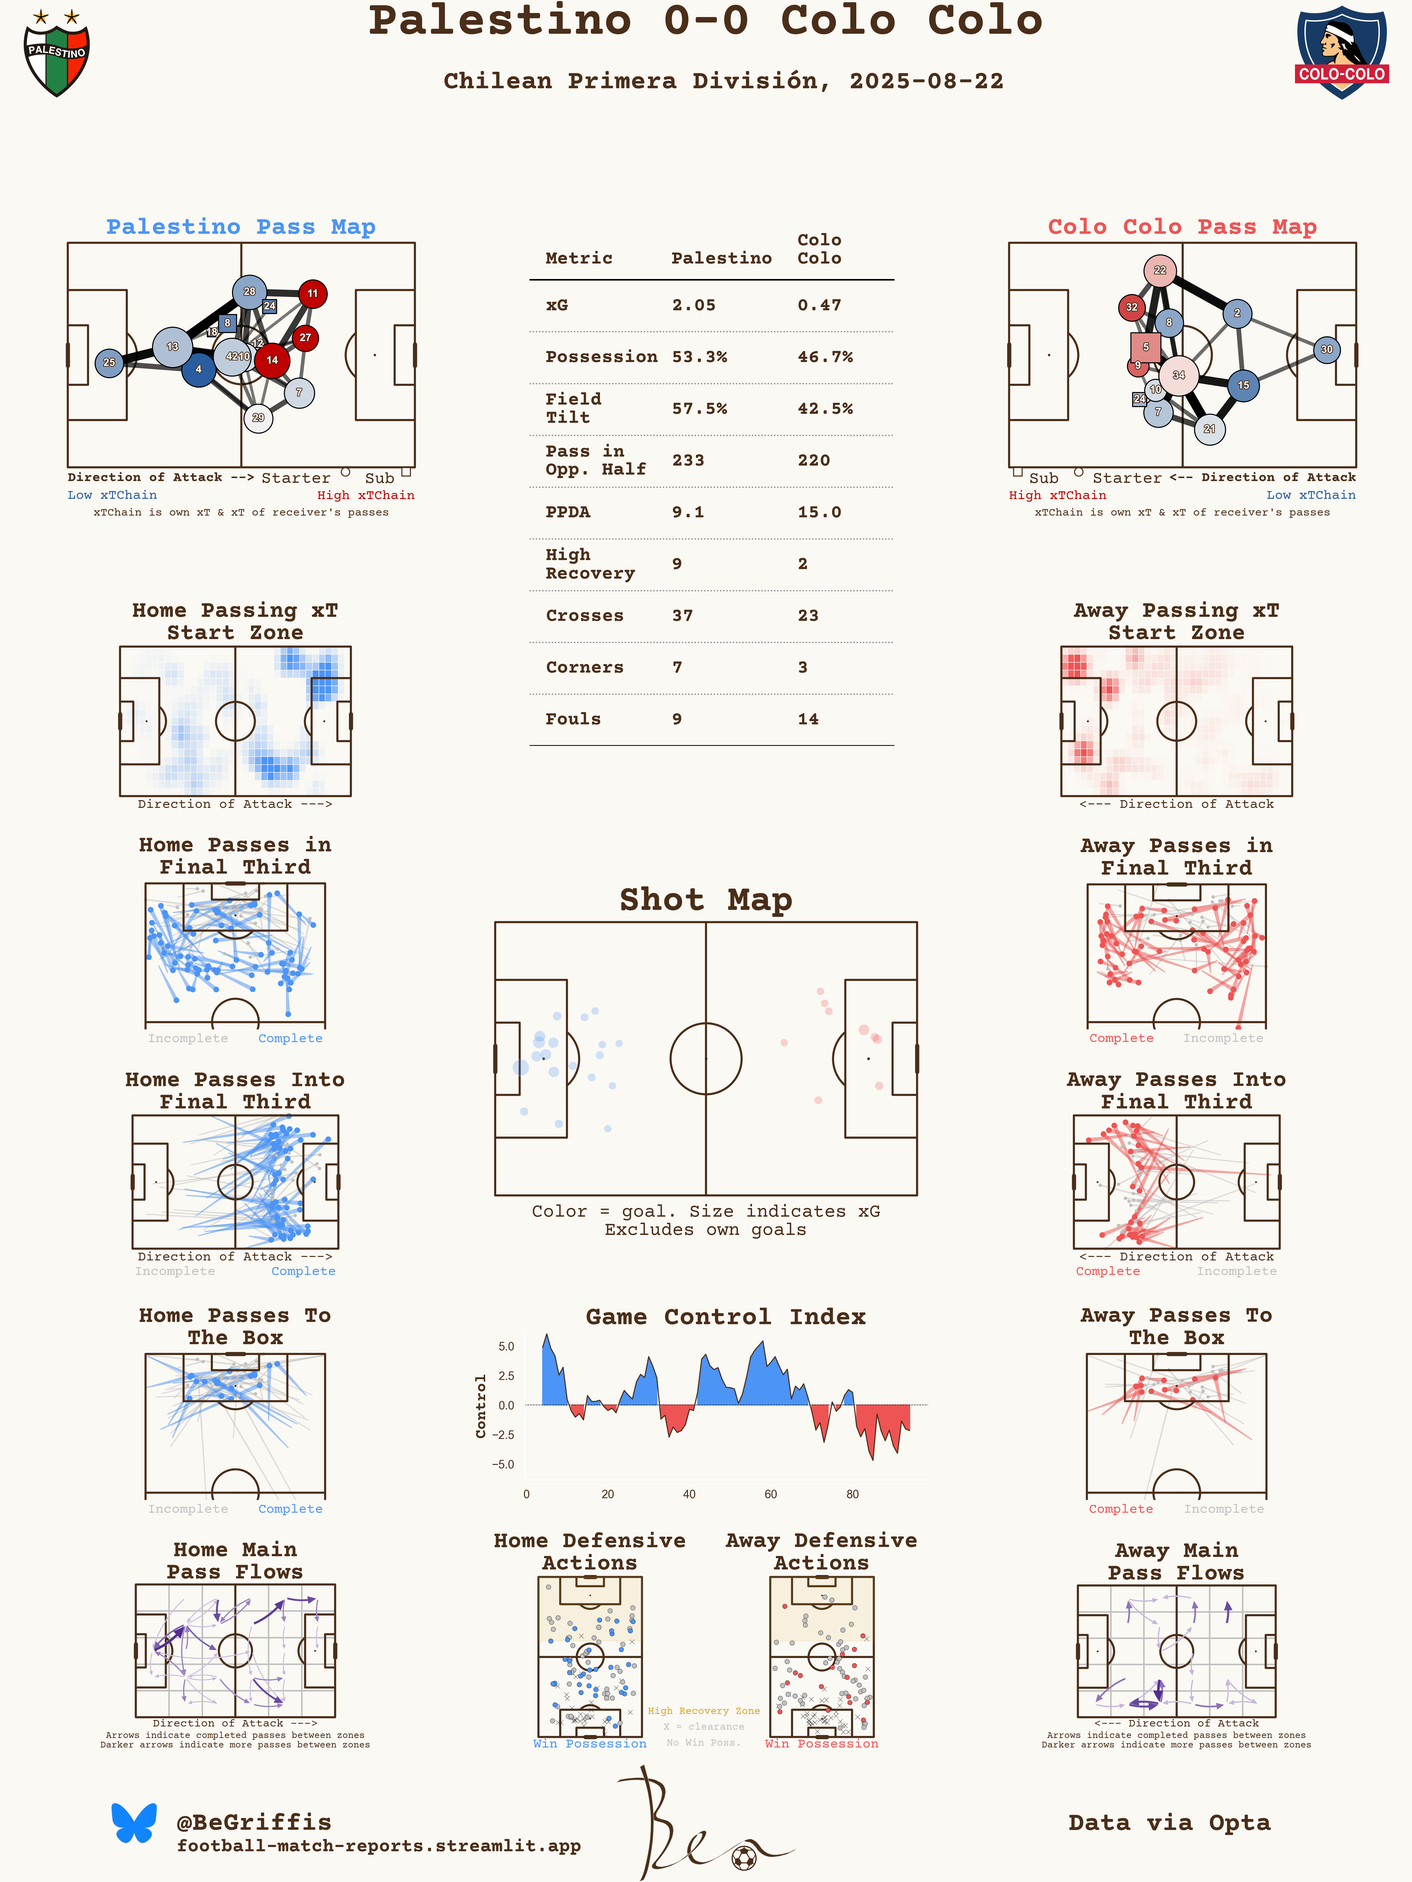 Palestino 0-0 Colo Colo
Chilean Primera División, 2025-08-22
PALESTINO
COLO-COLO
Palestino Pass Map
28
11
24
8
18
12
27
13
25
4
42
10
14
7
29
Direction of Attack --> Starter Sub
Low xTChain High xTChain
xTChain is own xT & xT of receiver's passes
Metric Palestino Colo
Colo
xG 2.05 0.47
Possession 53.3% 46.7%
Field
Tilt 57.5% 42.5%
Pass in
Opp. Half 233 220
PPDA 9.1 15.0
High
Recovery 9 2
Crosses 37 23
Corners 7 3
Fouls 9 14
Colo Colo Pass Map
22
32
8
2
5
30
9
34
10
15
24
7
21
Sub Starter <-- Direction of Attack
High xTChain Low xTChain
xTChain is own xT & xT of receiver's passes
Home Passing xT
Start Zone
Direction of Attack --->
Away Passing xT
Start Zone
<--- Direction of Attack
Home Passes in
Final Third
Incomplete Complete
Away Passes in
Final Third
Complete Incomplete
Shot Map
Color = goal. Size indicates xG
Excludes own goals
Home Passes Into
Final Third
Direction of Attack --->
Incomplete Complete
Away Passes Into
Final Third
<--- Direction of Attack
Complete Incomplete
Home Passes To
The Box
Incomplete Complete
Game Control Index
Control
5.0
2.5
0.0
−2.5
−5.0
0 20 40 60 80
Away Passes To
The Box
Complete Incomplete
Home Main
Pass Flows
Direction of Attack --->
Arrows indicate completed passes between zones
Darker arrows indicate more passes between zones
Home Defensive
Actions
Win Possession
Away Defensive
Actions
Win Possession
High Recovery Zone
X = clearance
No Win Poss.
Away Main
Pass Flows
<--- Direction of Attack
Arrows indicate completed passes between zones
Darker arrows indicate more passes between zones
@BeGriffis
football-match-reports.streamlit.app
Ben
Data via Opta